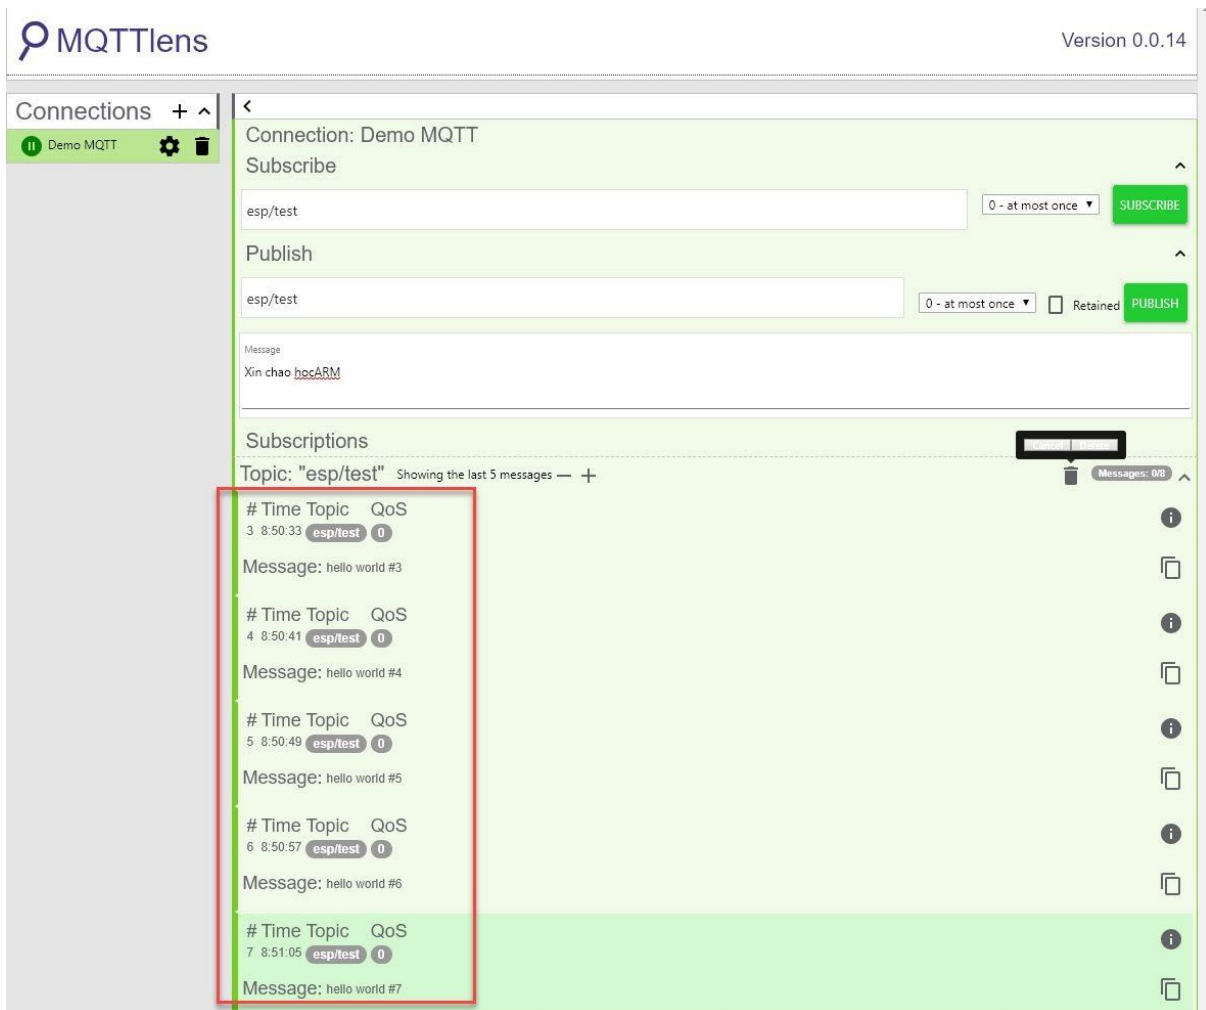 MQTTlens
Version 0.0.14
Connections
Demo MQTT
Connection: Demo MQTT
Subscribe
esp/test
0 - at most once
SUBSCRIBE
Publish
esp/test
0 - at most once
Retained
PUBLISH
Message
Xin chao hocARM
Subscriptions
Cancel Delete
Topic: "esp/test" Showing the last 5 messages
Messages: 0/8
# Time Topic QoS
3 8:50:33 esp/test 0
Message: hello world #3
# Time Topic QoS
4 8:50:41 esp/test 0
Message: hello world #4
# Time Topic QoS
5 8:50:49 esp/test 0
Message: hello world #5
# Time Topic QoS
6 8:50:57 esp/test 0
Message: hello world #6
# Time Topic QoS
7 8:51:05 esp/test 0
Message: hello world #7